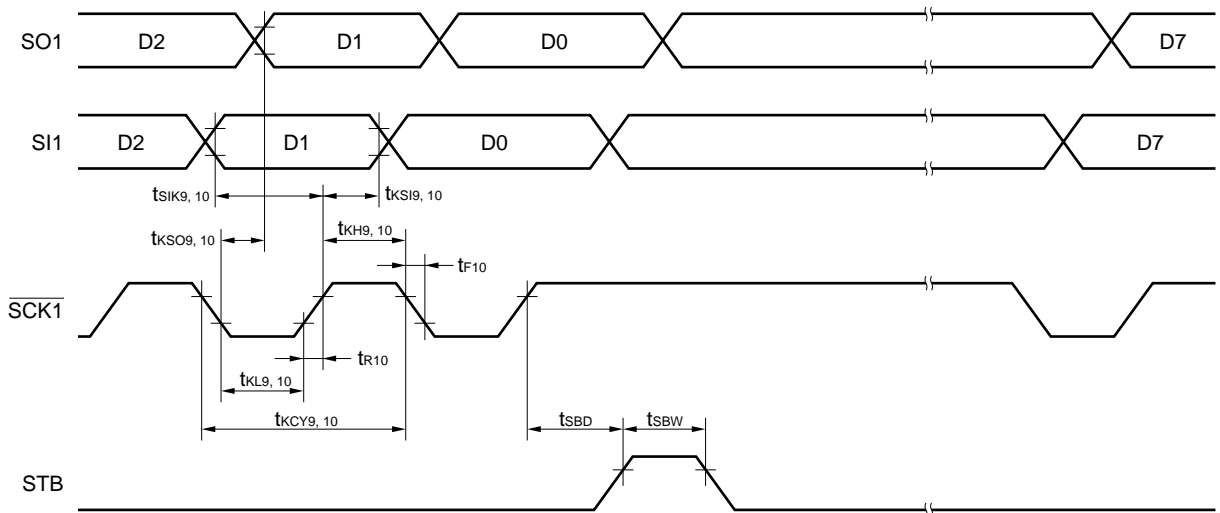 SO1 D2 D1 D0 D7
SI1 D2 D1 D0 D7
tSIK9, 10 tKSI9, 10
tKSO9, 10 tKH9, 10
tF10
SCK1
tR10
tKL9, 10
tKCY9, 10 tSBD tSBW
STB